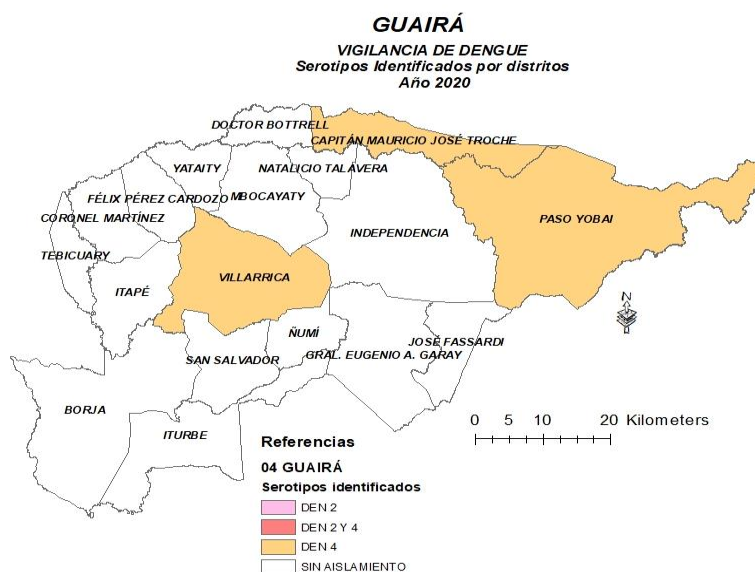 GUAIRÁ
VIGILANCIA DE DENGUE
Serotipos Identificados por distritos
Año 2020
DOCTOR BOTTRELL
CAPITÁN MAURICIO JOSÉ TROCHE
YATAITY
NATALICIO TALAVERA
FÉLIX PÉREZ CARDOZO
MBOCAYATY
CORONEL MARTÍNEZ
PASO YOBAI
INDEPENDENCIA
TEBICUARY
VILLARRICA
ITAPÉ
N
ÑUMÍ
JOSÉ FASSARDI
SAN SALVADOR
GRAL. EUGENIO A. GARAY
BORJA
ITURBE
0 5 10 20 Kilometers
Referencias
04 GUAIRÁ
Serotipos identificados
DEN 2
DEN 2 Y 4
DEN 4
SIN AISLAMIENTO